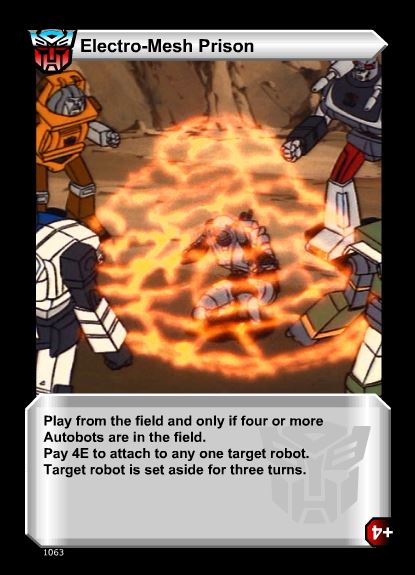 Electro-Mesh Prison
Play from the field and only if four or more
Autobots are in the field.
Pay 4E to attach to any one target robot.
Target robot is set aside for three turns.
+4
1063